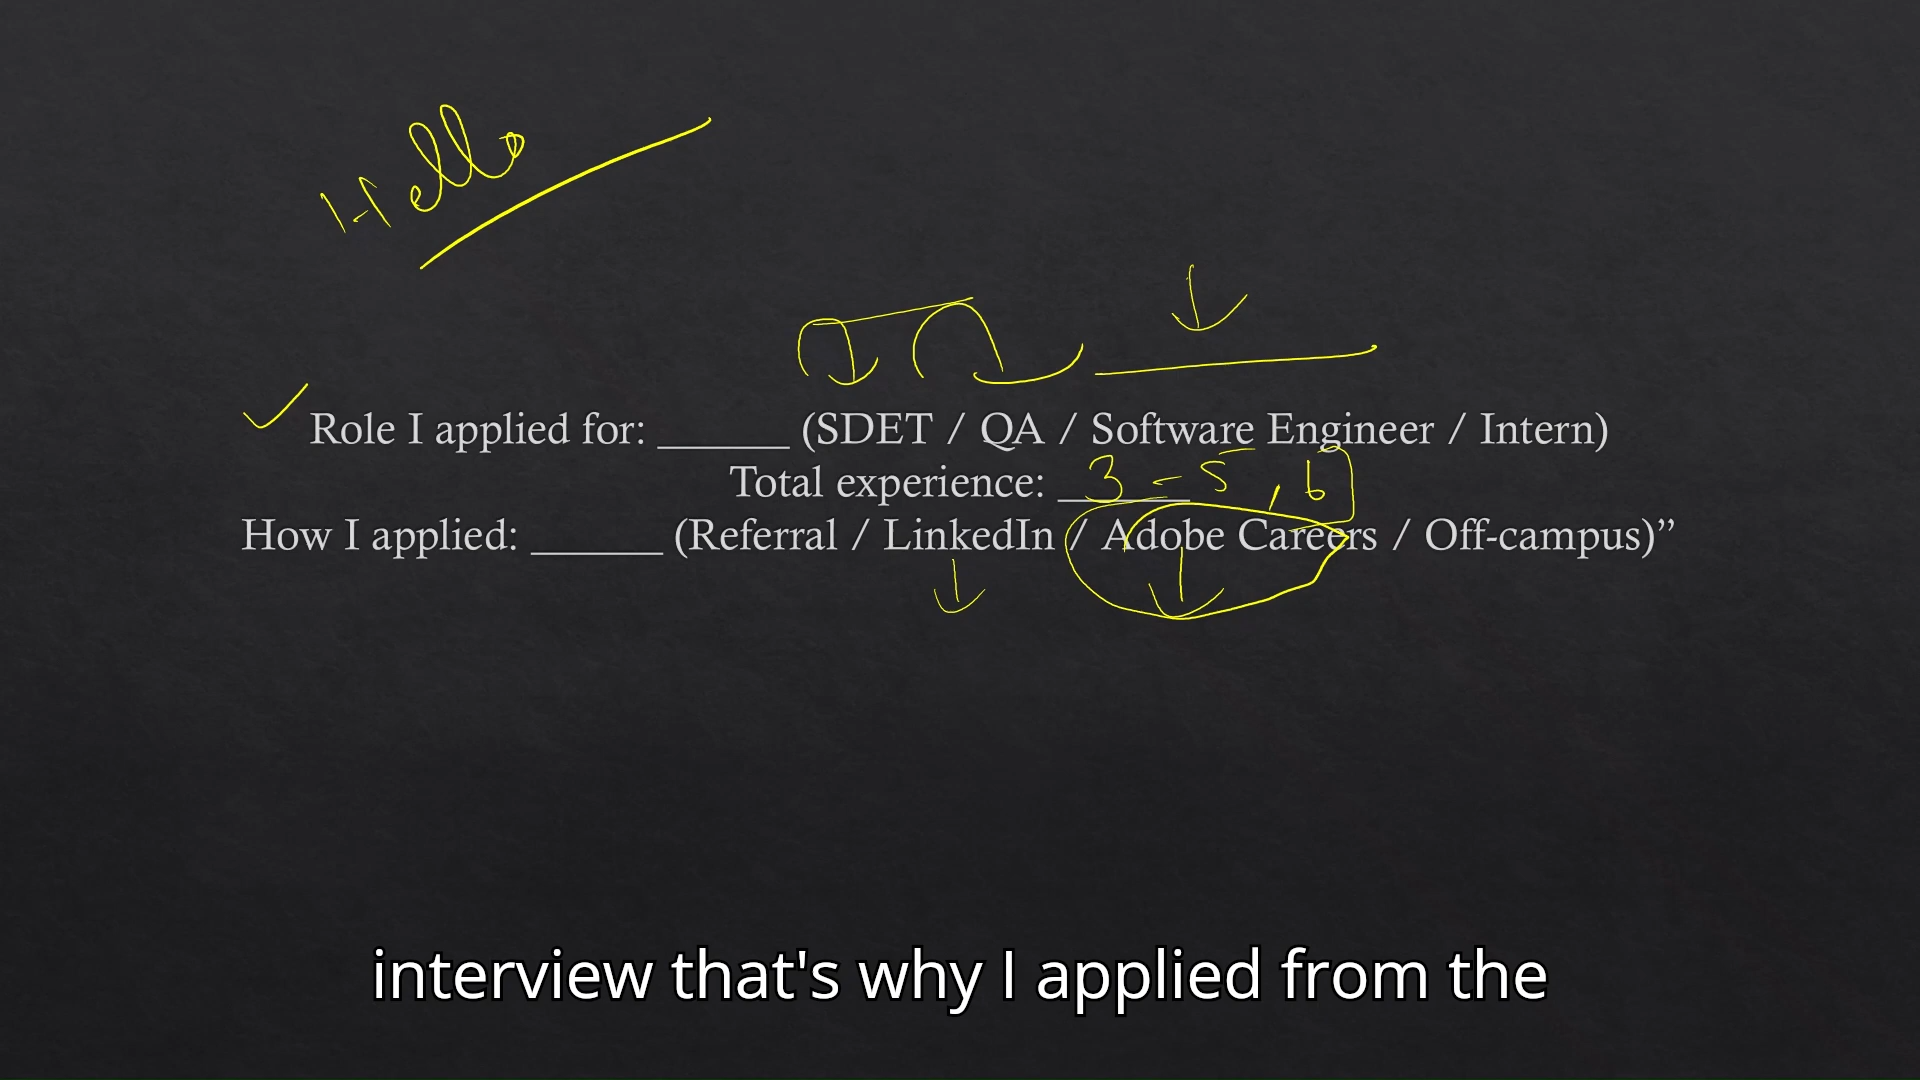 Hello
Role I applied for: ______ (SDET / QA / Software Engineer / Intern)
Total experience: ______ 3 - 5 , 6
How I applied: ______ (Referral / LinkedIn / Adobe Careers / Off-campus)”
interview that's why I applied from the